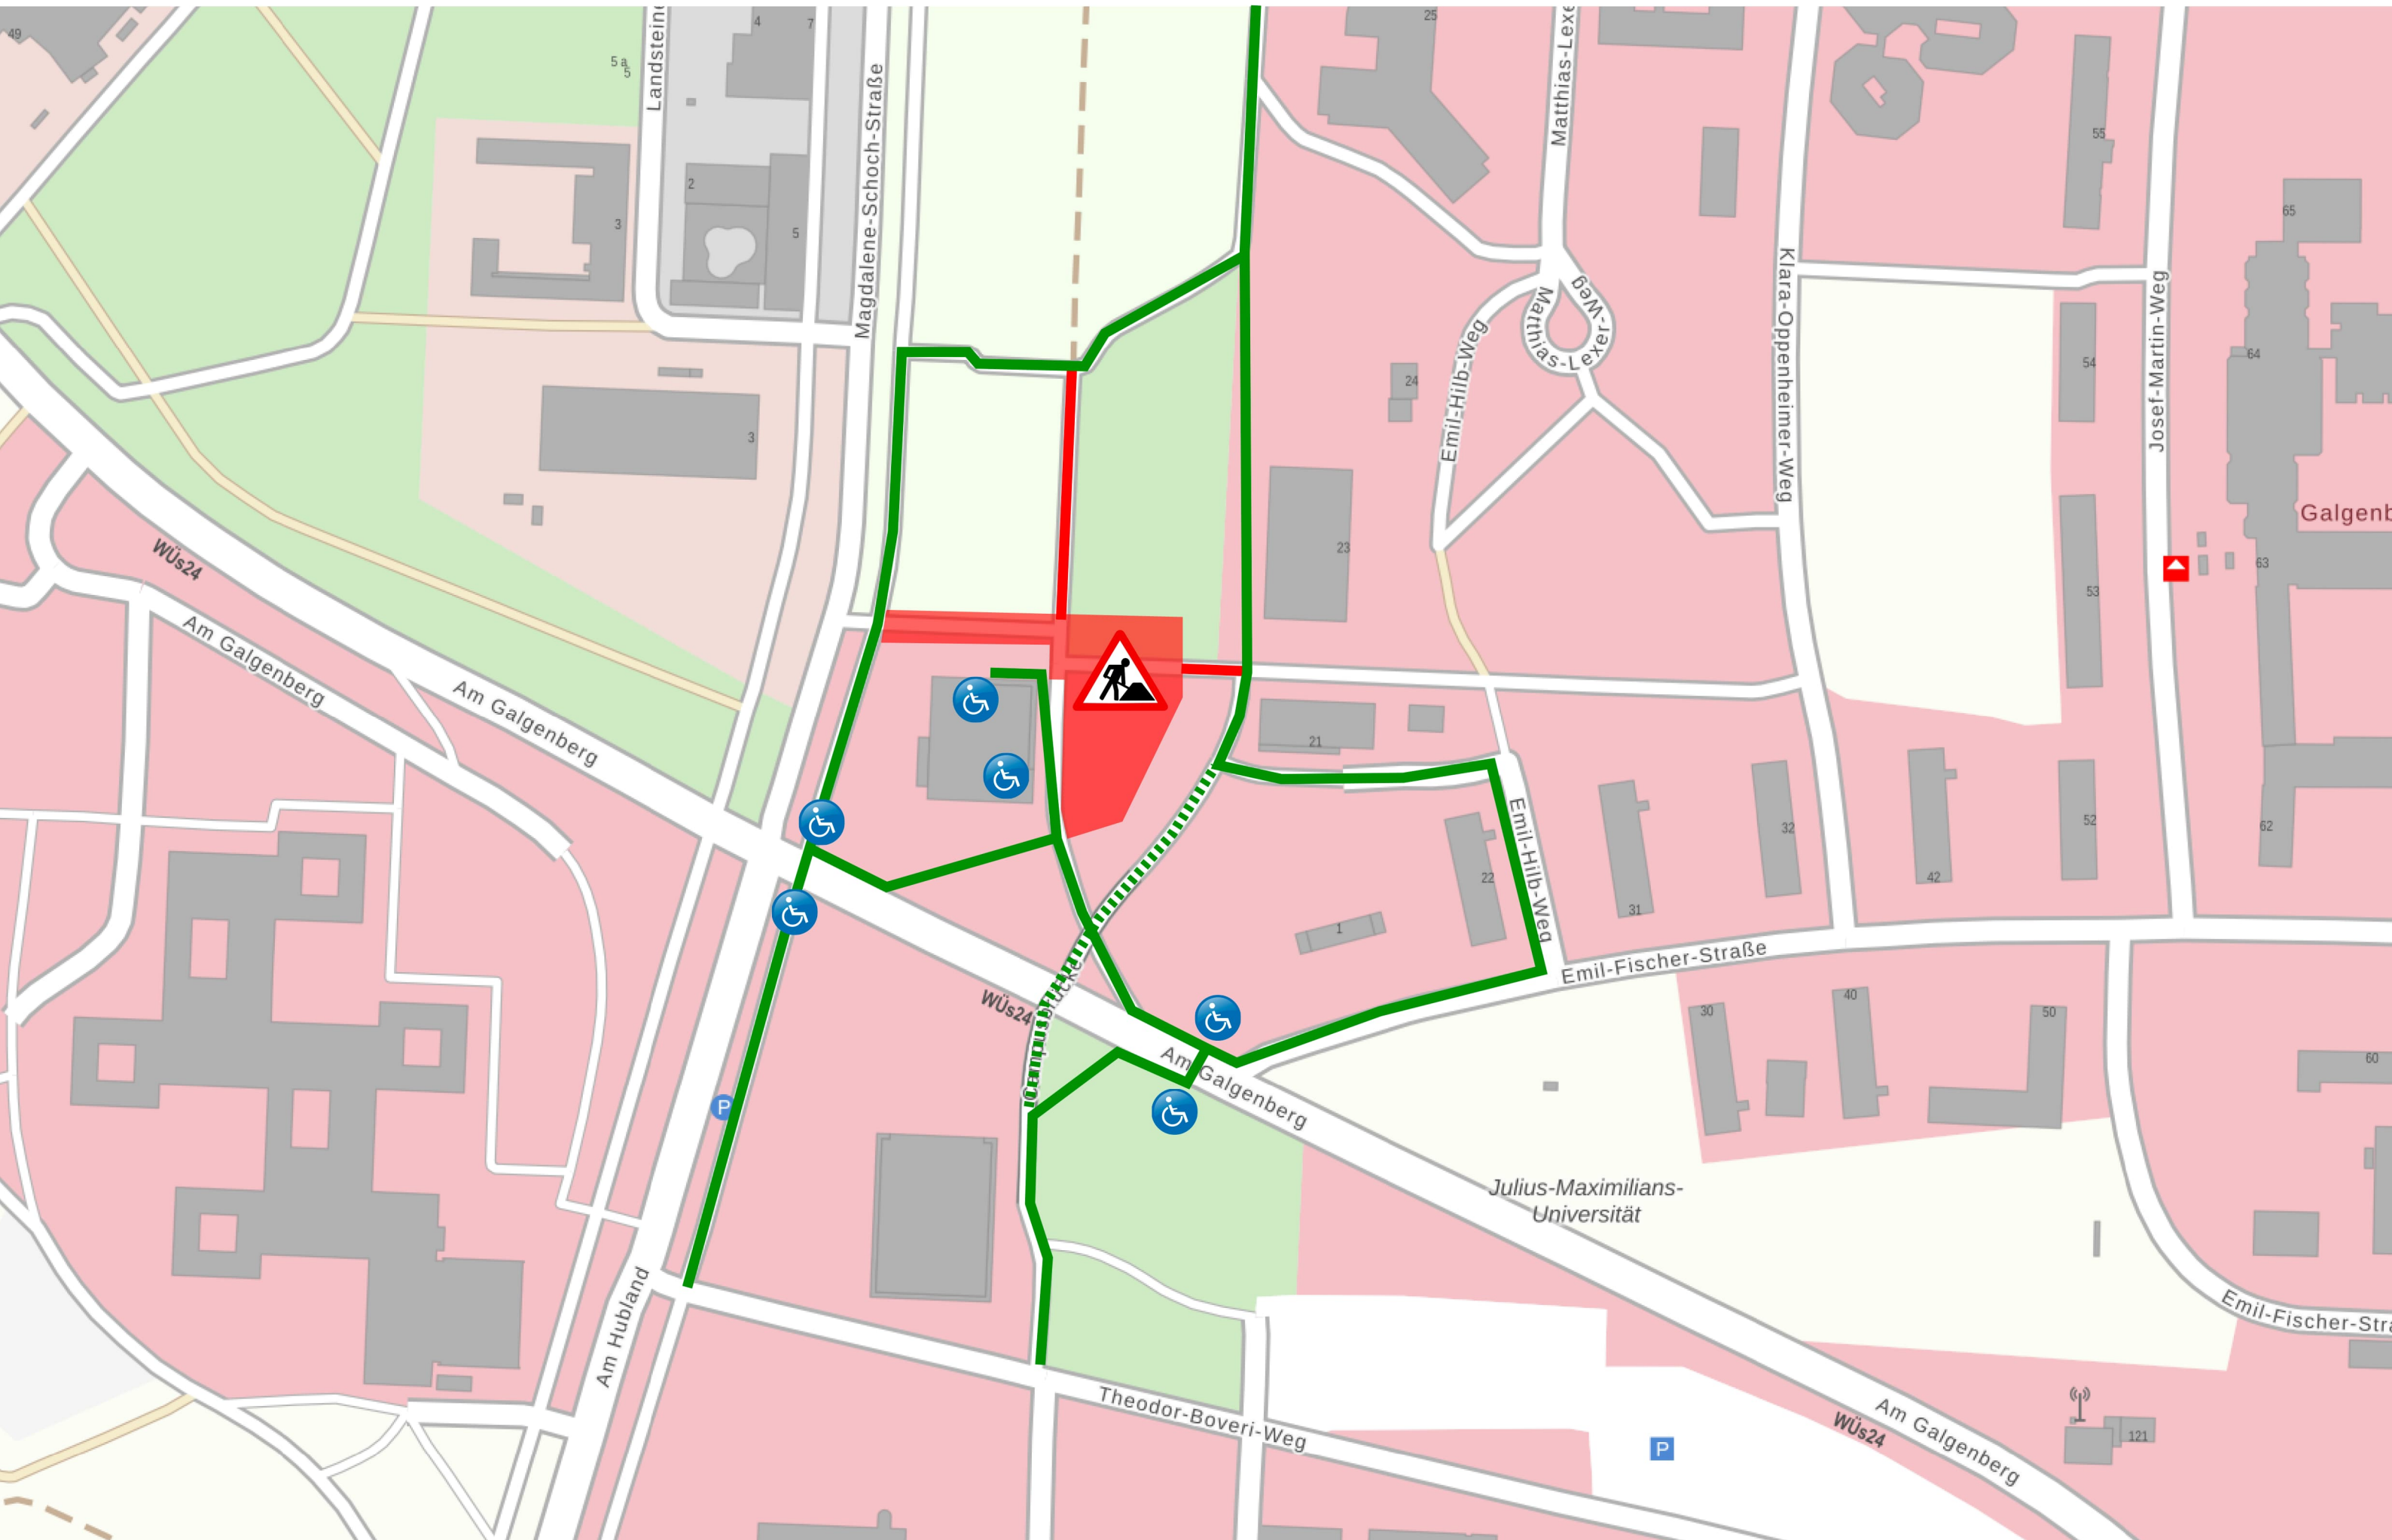 49
4
7
25
5 a
5
Landsteine
Matthias-Lexe
55
2
3
5
65
Magdalene-Schoch-Straße
Klara-Oppenheimer-Weg
Josef-Martin-Weg
Matthias-Lexer-
Weg
Emil-Hilb-Weg
64
54
24
3
Galgenb
23
WÜs24
63
53
Am Galgenberg
Am Galgenberg
21
Emil-Hilb-Weg
32
52
62
22
42
31
1
Emil-Fischer-Straße
Campusbrücke
WÜs24
40
30
50
60
Am Galgenberg
P
Julius-Maximilians-
Universität
Am Hubland
Emil-Fischer-Stra
Theodor-Boveri-Weg
Am Galgenberg
WÜs24
121
P